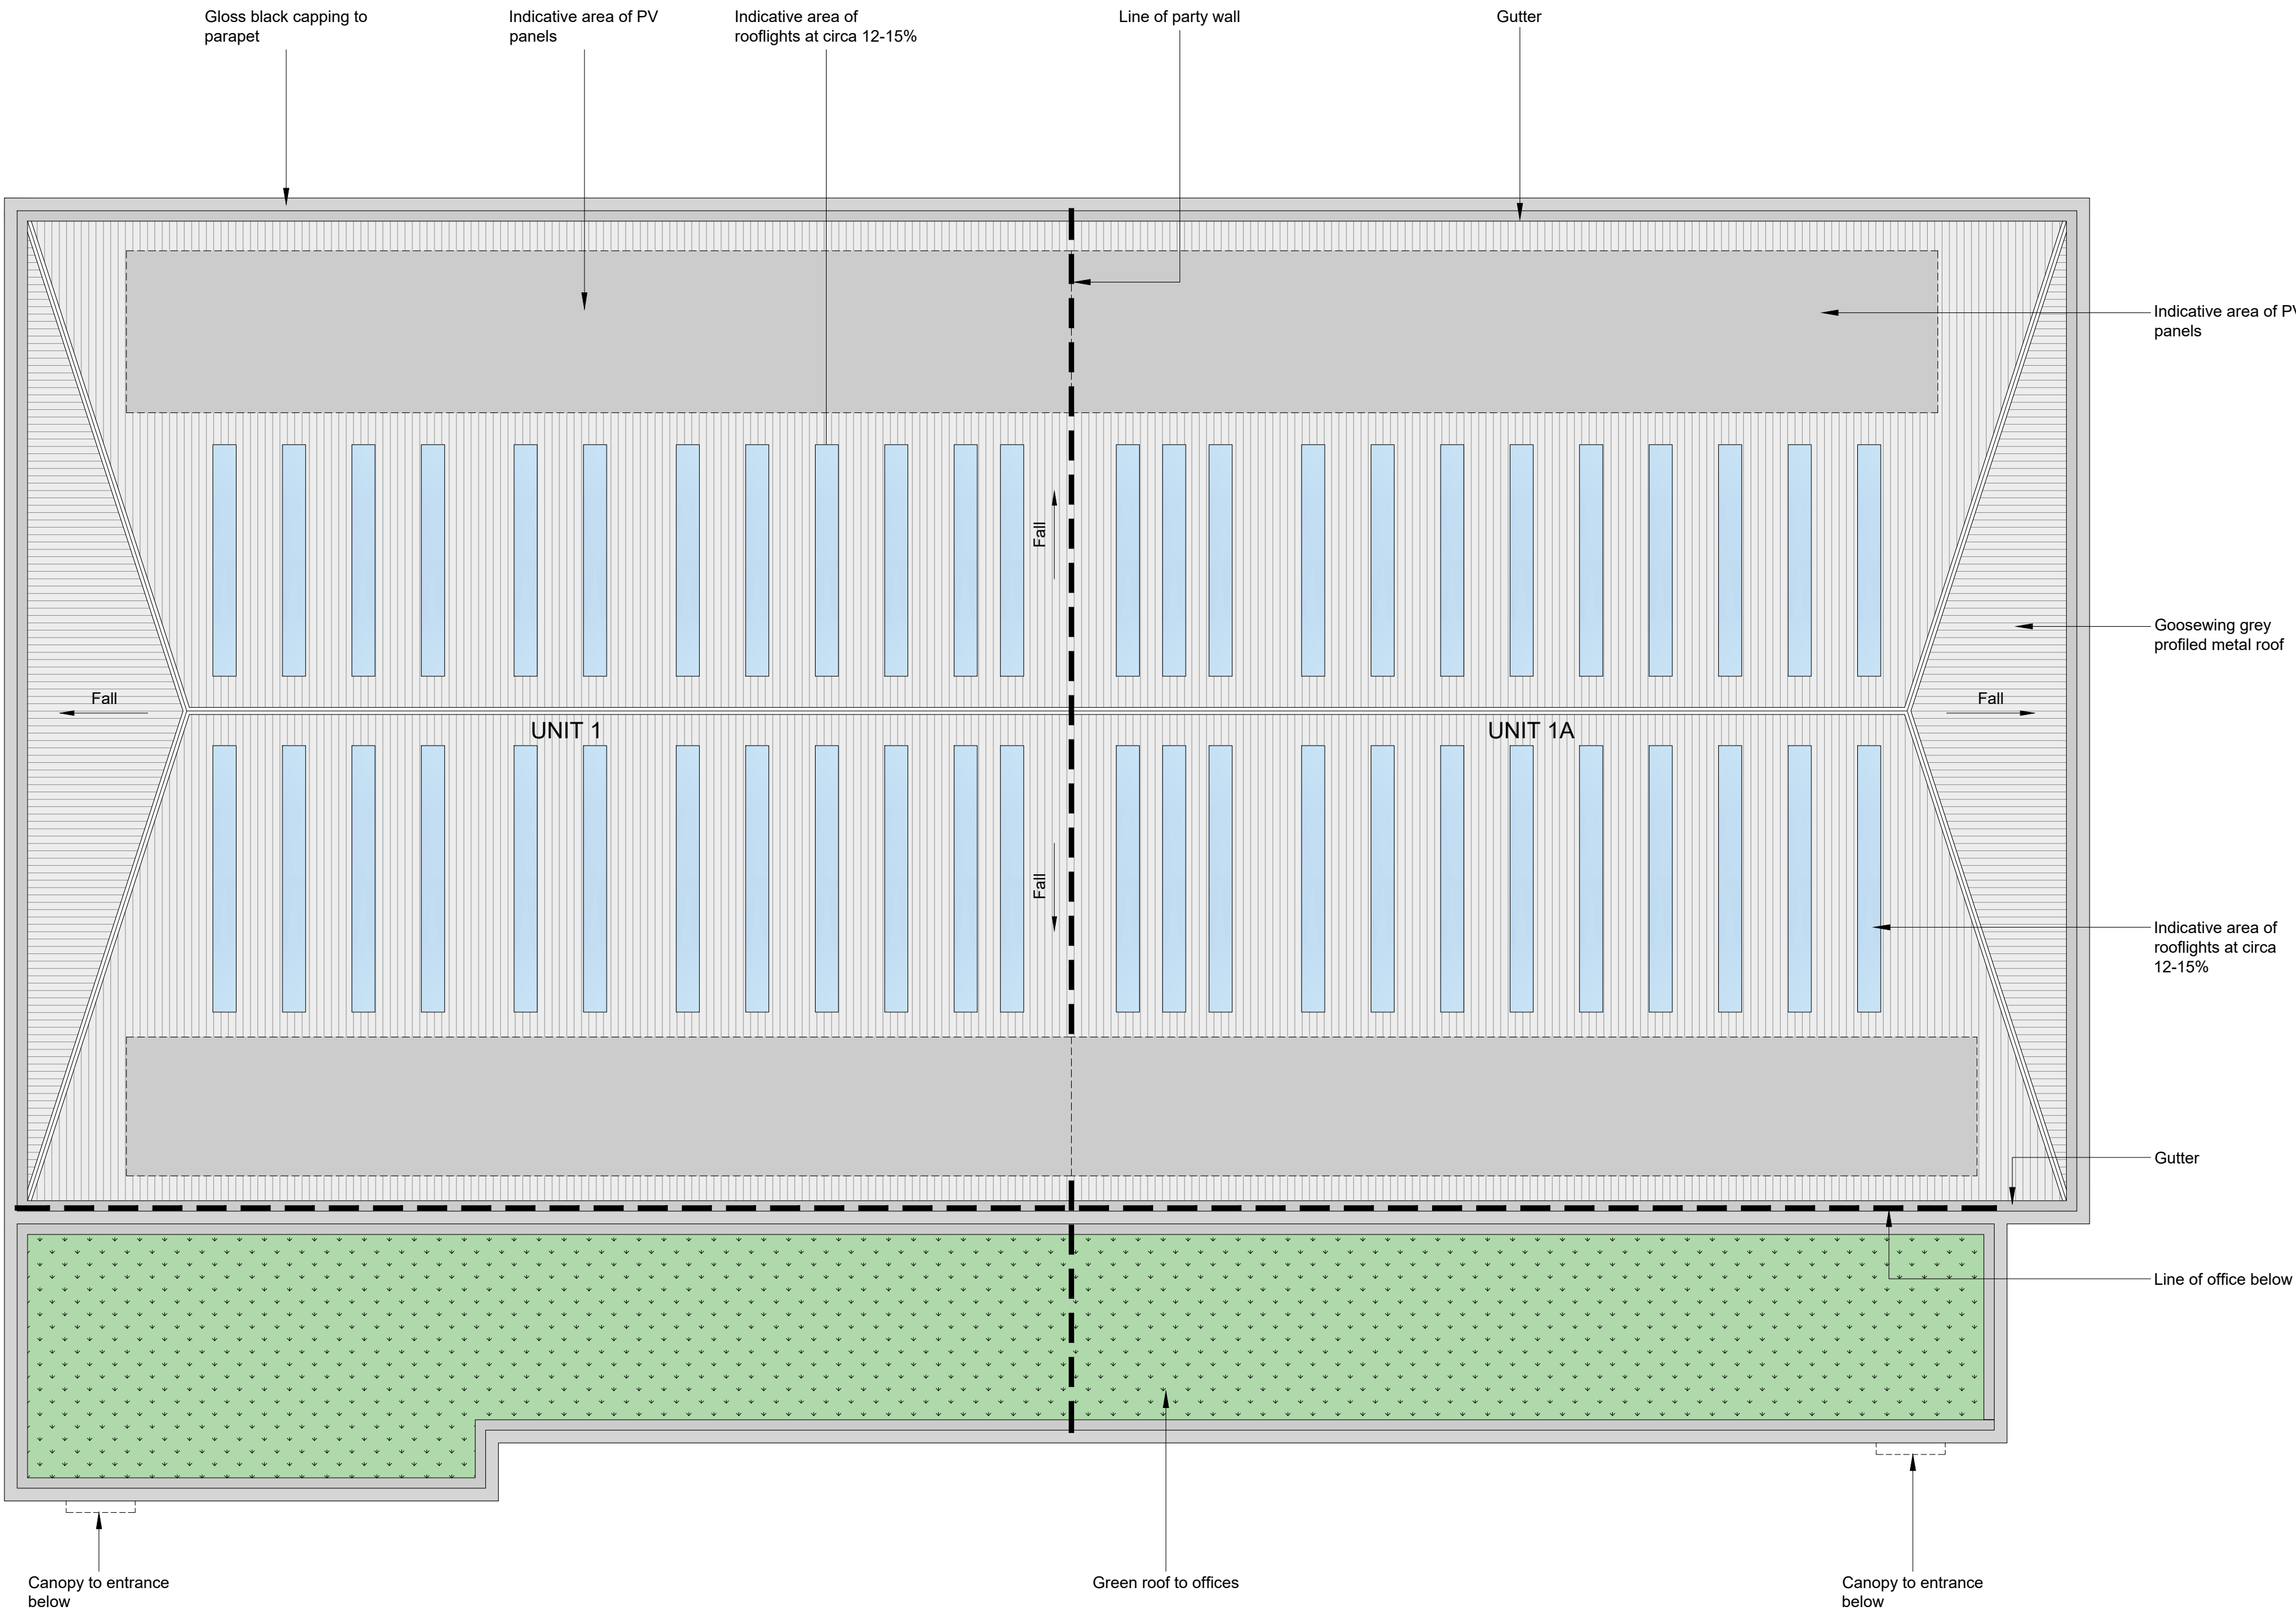 Gloss black capping to
parapet
Indicative area of PV
panels
Indicative area of
rooflights at circa 12-15%
Line of party wall
Gutter
Indicative area of PV
panels
Fall
Goosewing grey
profiled metal roof
Fall
Fall
UNIT 1
UNIT 1A
Fall
Indicative area of
rooflights at circa
12-15%
Gutter
Line of office below
Canopy to entrance
below
Green roof to offices
Canopy to entrance
below